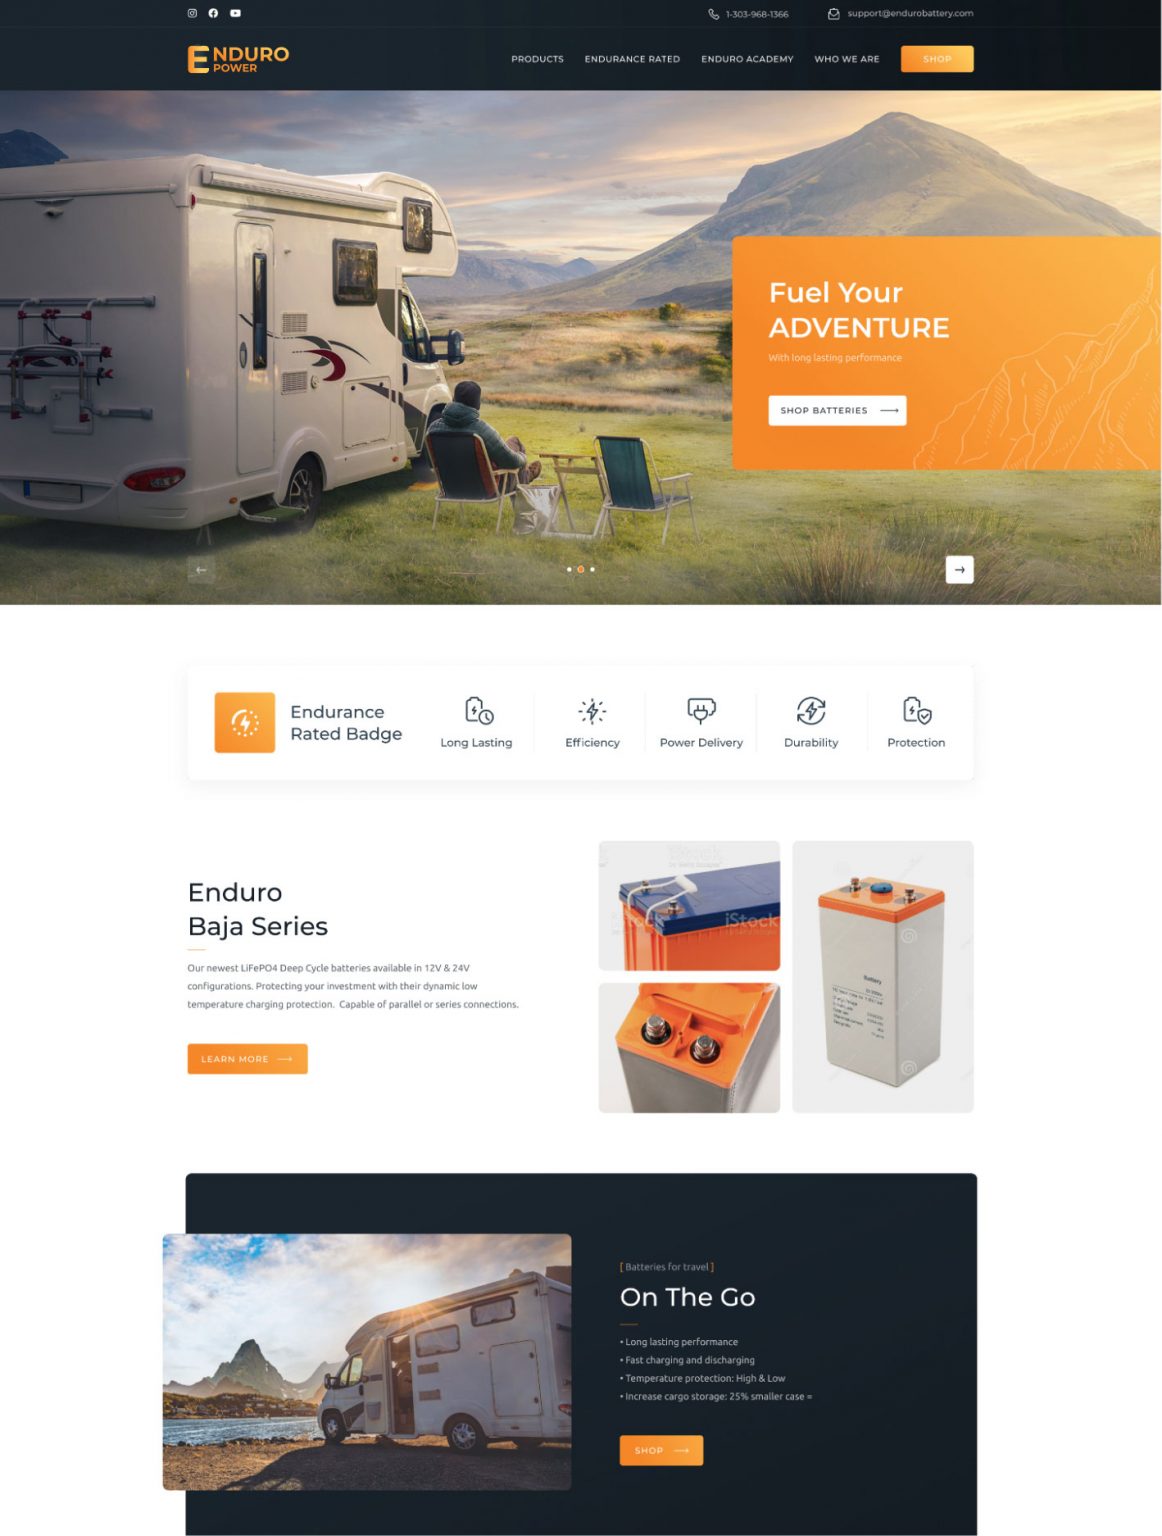 1-303-968-1366
support@endurobattery.com
ENDURO
POWER
PRODUCTS
ENDURANCE RATED
ENDURO ACADEMY
WHO WE ARE
SHOP
Fuel Your
ADVENTURE
With long lasting performance
SHOP BATTERIES
Endurance
Rated Badge
Long Lasting
Efficiency
Power Delivery
Durability
Protection
Enduro
Baja Series
Our newest LiFePO4 Deep Cycle batteries available in 12V & 24V
configurations. Protecting your investment with their dynamic low
temperature charging protection. Capable of parallel or series connections.
LEARN MORE
iStock
iStock
Battery
[ Batteries for travel ]
On The Go
• Long lasting performance
• Fast charging and discharging
• Temperature protection: High & Low
• Increase cargo storage: 25% smaller case =
SHOP